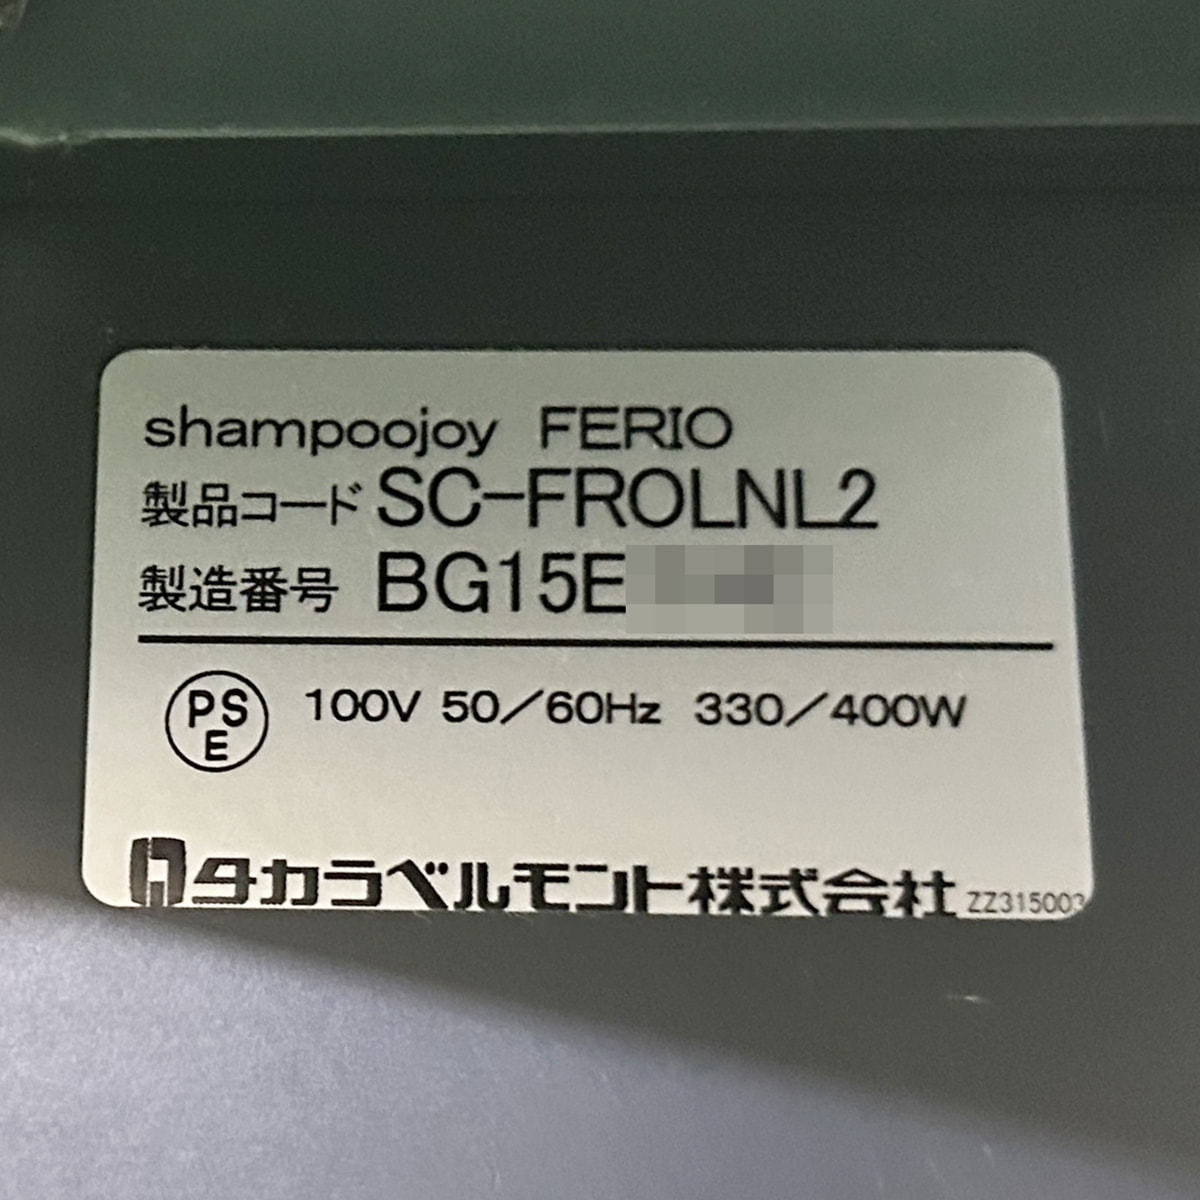 shampoojoy FERIO
製品コード SC-FROLNL2
製造番号 BG15E
PSE 100V 50/60Hz 330/400W
タカラベルモント株式会社 ZZ315003